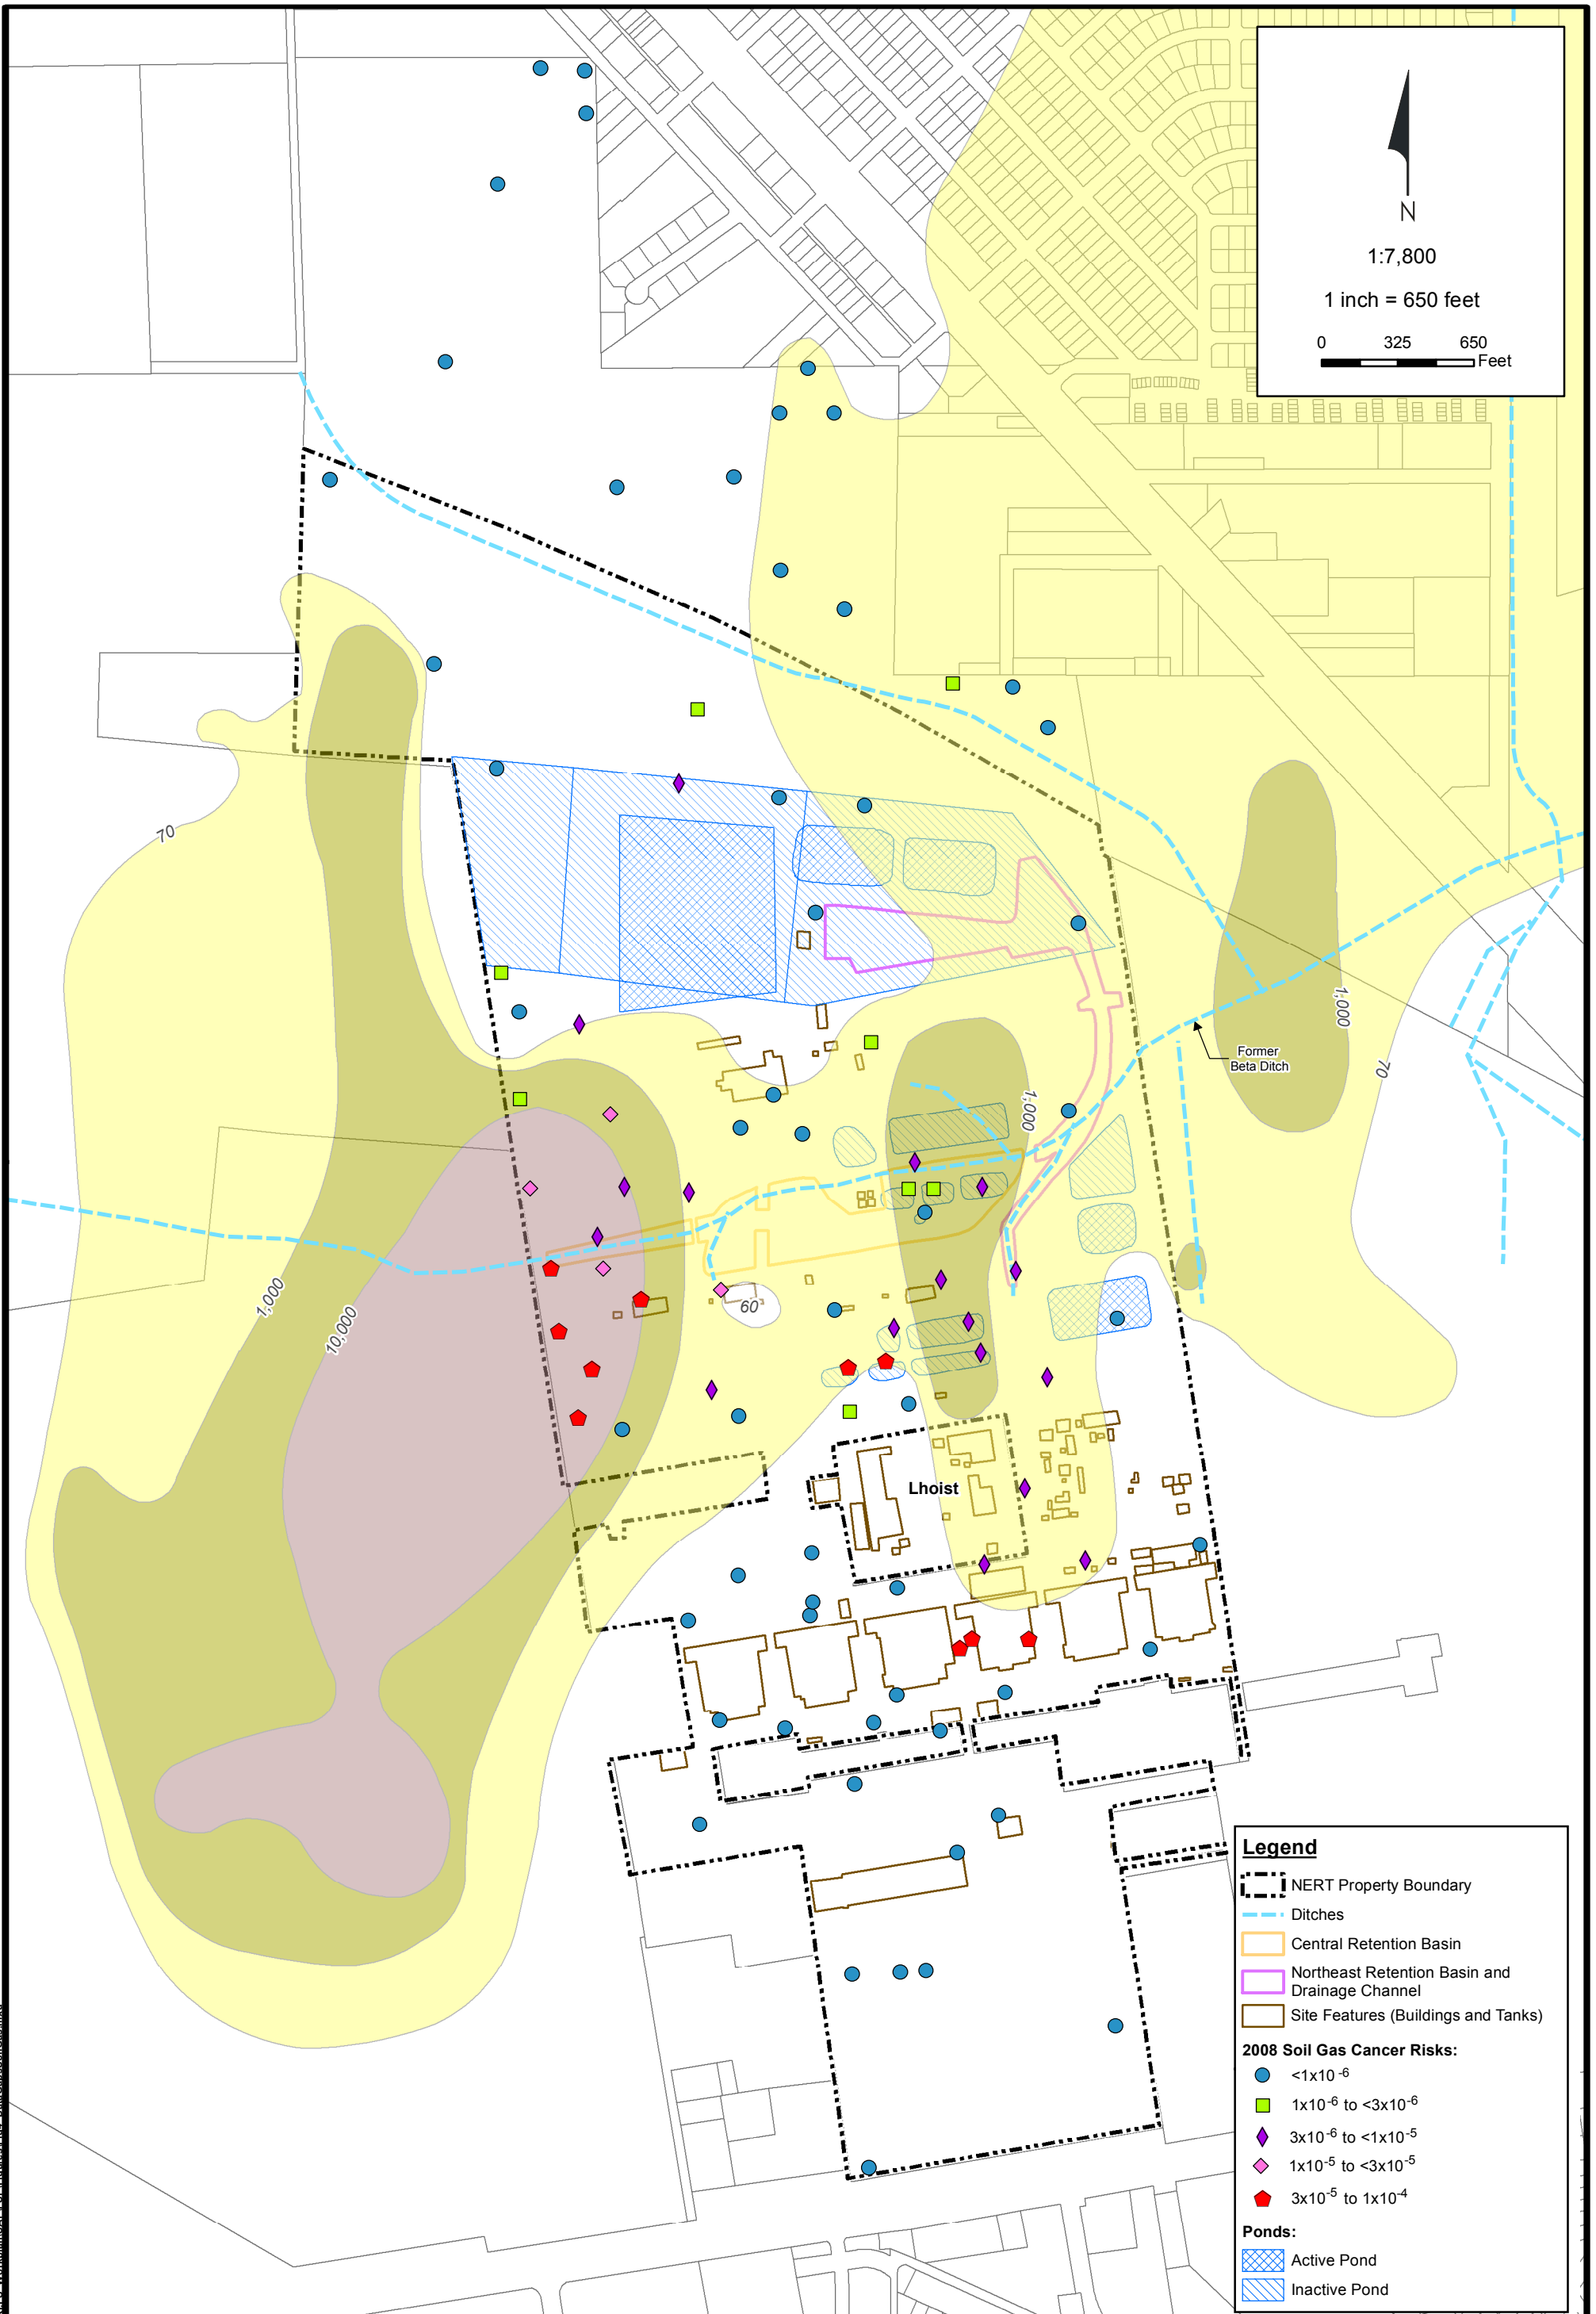 N
1:7,800
1 inch = 650 feet
0 325 650
Feet
70
1,000
70
Former
Beta Ditch
1,000
1,000
10,000
60
Lhoist
Legend
NERT Property Boundary
Ditches
Central Retention Basin
Northeast Retention Basin and
Drainage Channel
Site Features (Buildings and Tanks)
2008 Soil Gas Cancer Risks:
<1x10-6
1x10-6 to <3x10-6
3x10-6 to <1x10-5
1x10-5 to <3x10-5
3x10-5 to 1x10-4
Ponds:
Active Pond
Inactive Pond